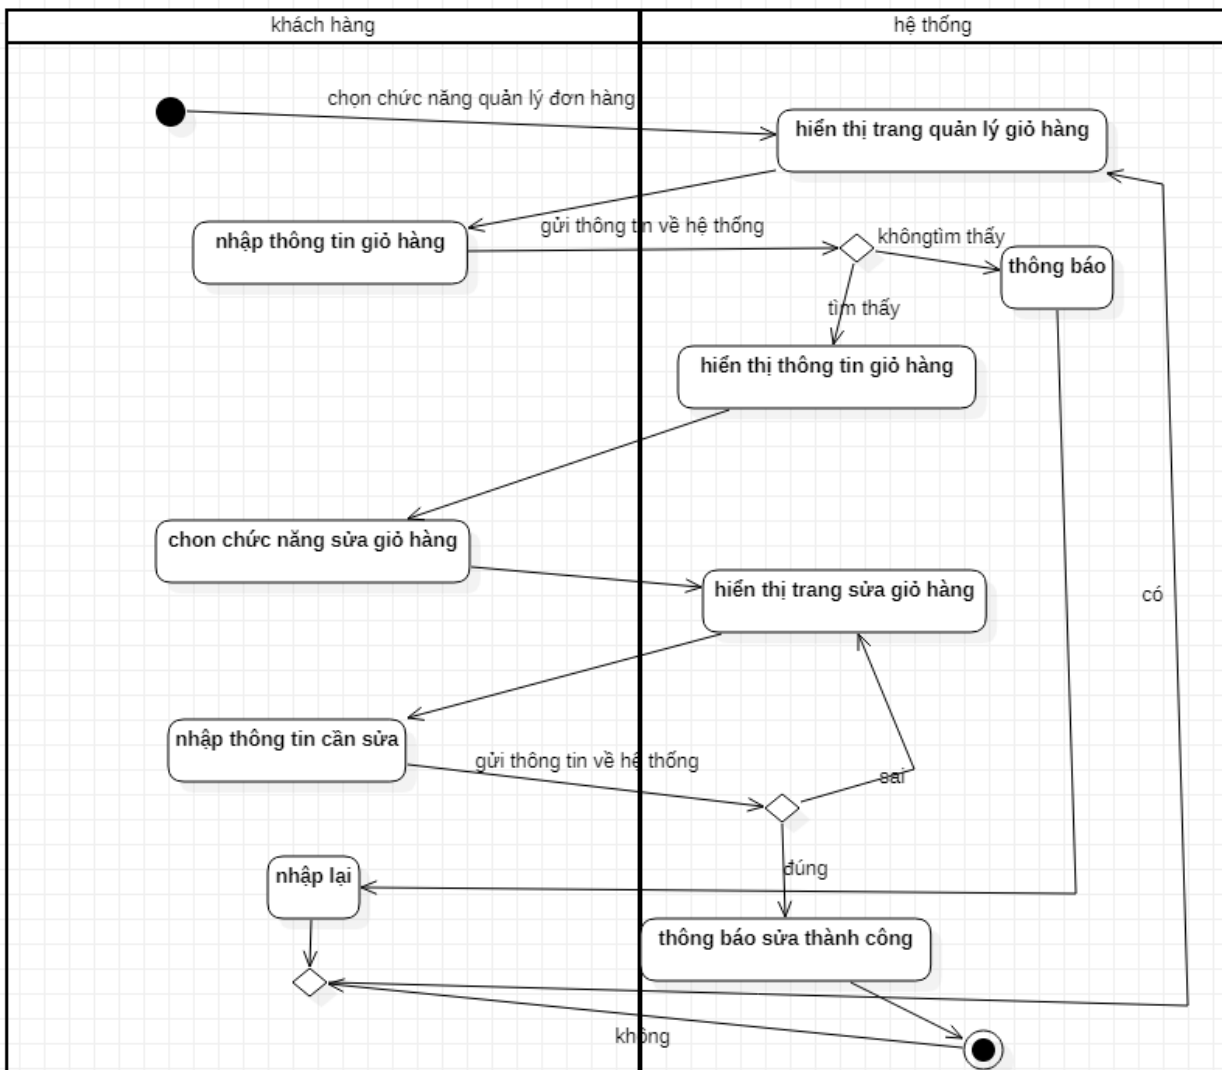 khách hàng
hệ thống
chọn chức năng quản lý đơn hàng
hiển thị trang quản lý giỏ hàng
nhập thông tin giỏ hàng
gửi thông tin về hệ thống
khôngtìm thấy
thông báo
tìm thấy
hiển thị thông tin giỏ hàng
chon chức năng sửa giỏ hàng
hiển thị trang sửa giỏ hàng
có
nhập thông tin cần sửa
gửi thông tin về hệ thống
sai
đúng
nhập lại
thông báo sửa thành công
không